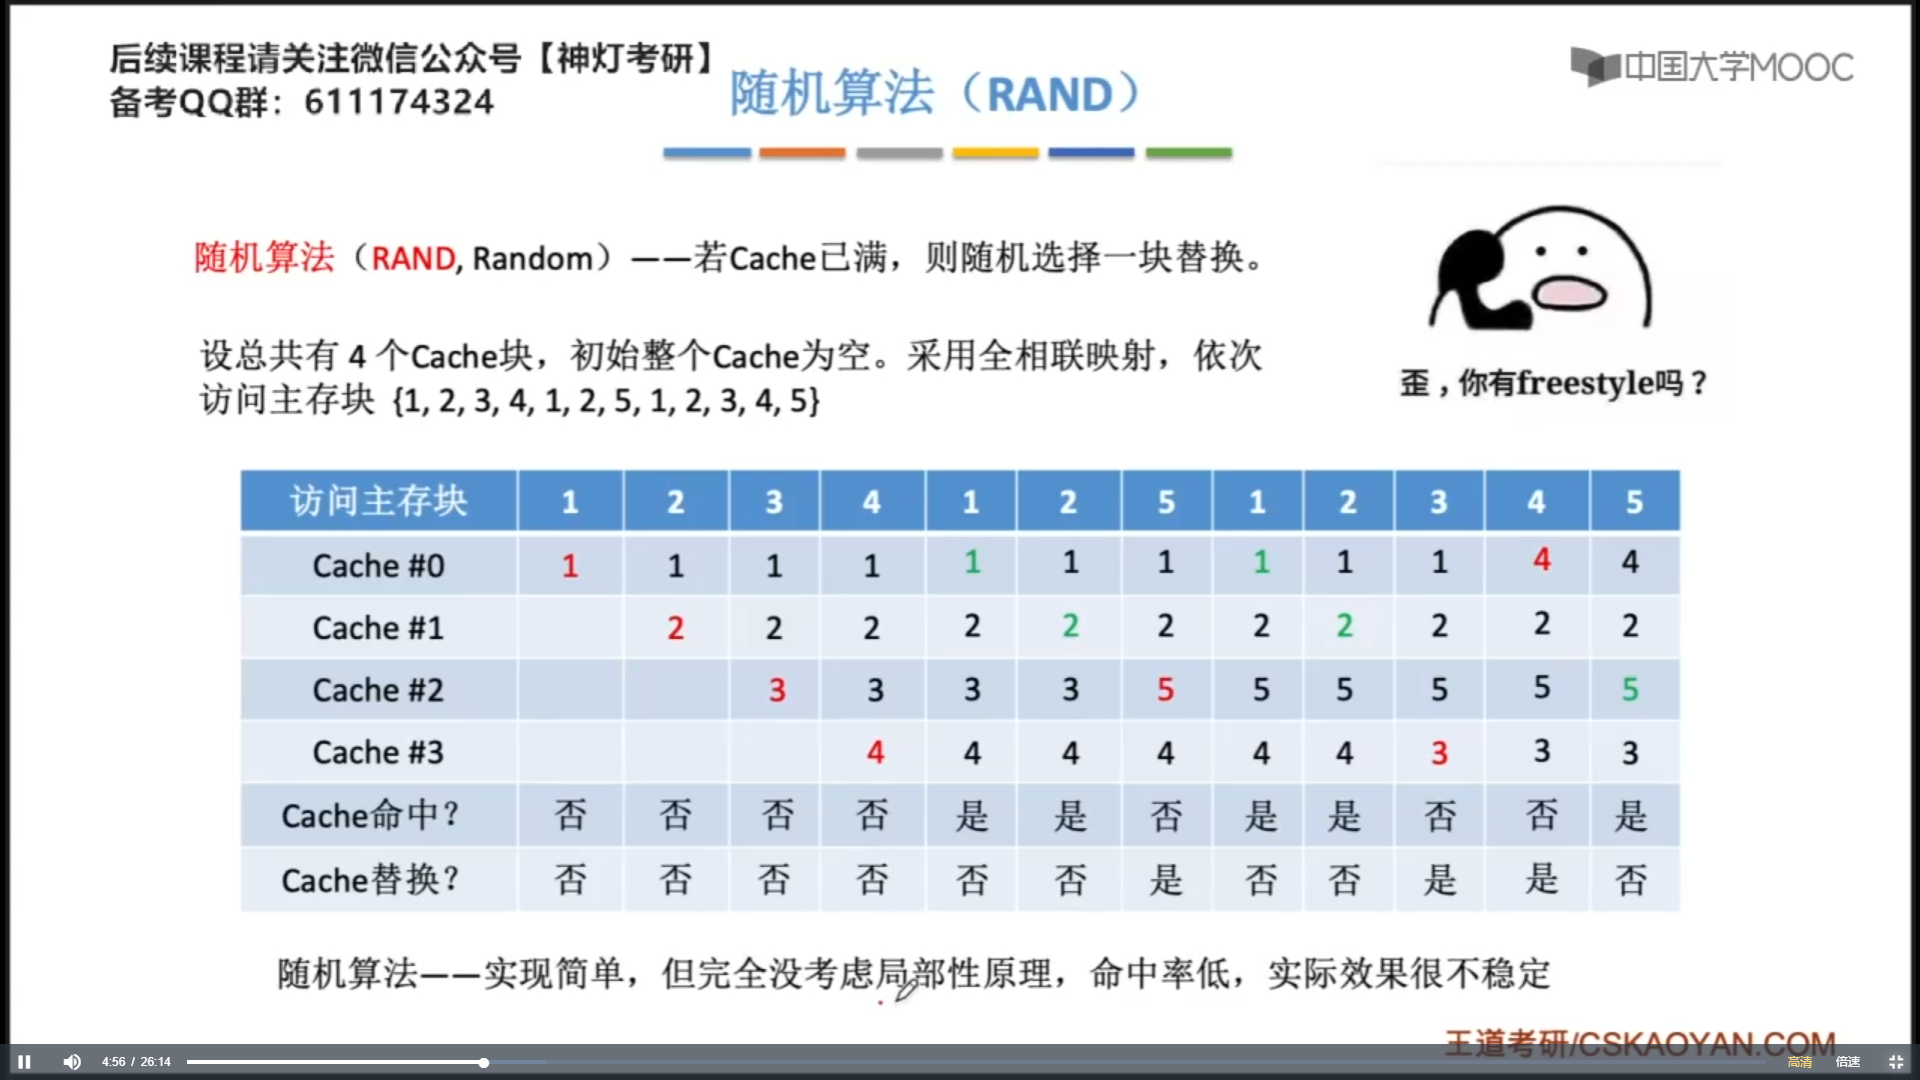 后续课程请关注微信公众号【神灯考研】
备考QQ群：611174324
中国大学MOOC
随机算法（RAND）
随机算法（RAND, Random）——若Cache已满，则随机选择一块替换。
设总共有 4 个Cache块，初始整个Cache为空。采用全相联映射，依次
访问主存块 {1, 2, 3, 4, 1, 2, 5, 1, 2, 3, 4, 5}
歪，你有freestyle吗？
访问主存块 1 2 3 4 1 2 5 1 2 3 4 5
Cache #0 1 1 1 1 1 1 1 1 1 1 4 4
Cache #1 2 2 2 2 2 2 2 2 2 2 2
Cache #2 3 3 3 3 5 5 5 5 5 5
Cache #3 4 4 4 4 4 4 3 3 3
Cache命中？ 否 否 否 否 是 是 否 是 是 否 否 是
Cache替换？ 否 否 否 否 否 否 是 否 否 是 是 否
随机算法——实现简单，但完全没考虑局部性原理，命中率低，实际效果很不稳定
王道考研/CSKAOYAN.COM
4:56 / 26:14
高清
倍速